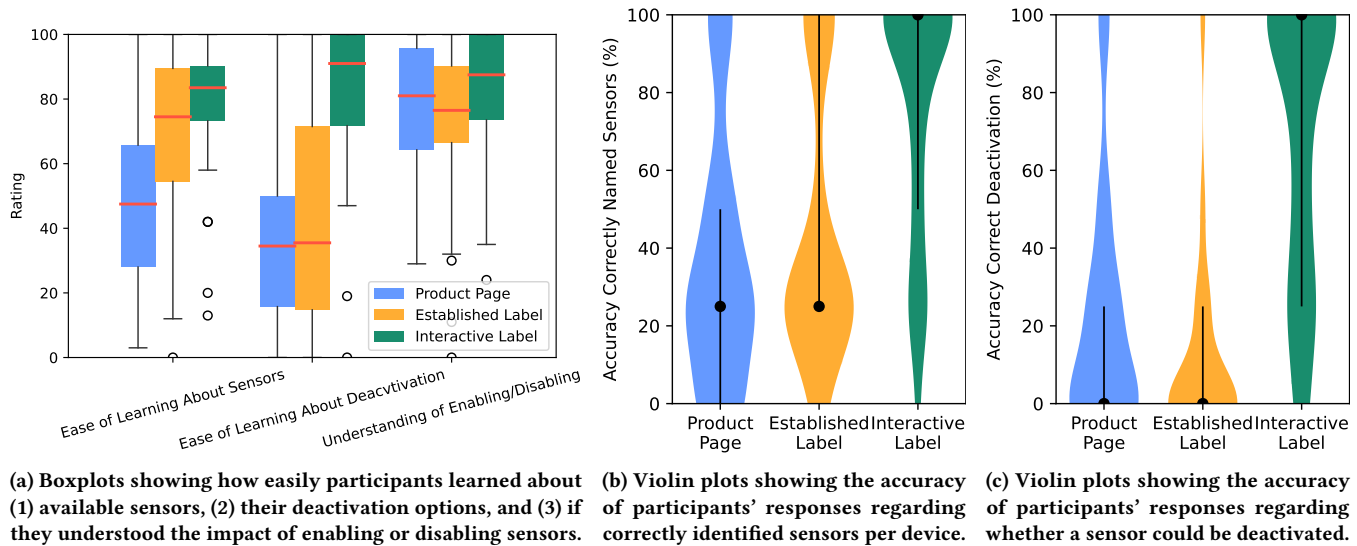 100
80
60
40
20
0
Rating
Ease of Learning About Sensors
Ease of Learning About Deacvtivation
Understanding of Enabling/Disabling
Product Page
Established Label
Interactive Label
(a) Boxplots showing how easily participants learned about
(1) available sensors, (2) their deactivation options, and (3) if
they understood the impact of enabling or disabling sensors.
Accuracy Correctly Named Sensors (%)
100
80
60
40
20
0
Product
Page
Established
Label
Interactive
Label
(b) Violin plots showing the accuracy
of participants' responses regarding
correctly identified sensors per device.
Accuracy Correct Deactivation (%)
100
80
60
40
20
0
Product
Page
Established
Label
Interactive
Label
(c) Violin plots showing the accuracy
of participants' responses regarding
whether a sensor could be deactivated.